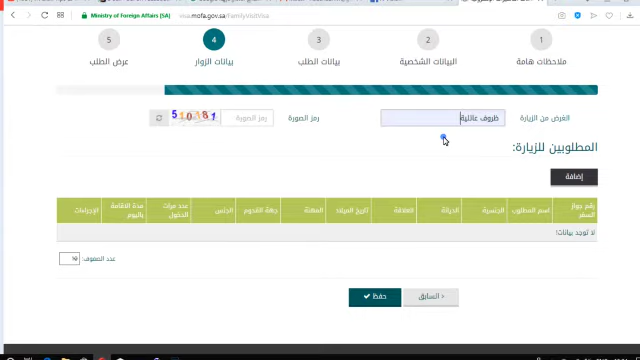 Ministry of Foreign Affairs (SA)
visa.mofa.gov.sa/FamilyVisitVisa
1
2
3
4
5
ملاحظات هامة
البيانات الشخصية
بيانات الطلب
بيانات الزوار
عرض الطلب
الغرض من الزيارة
ظروف عائلية
رمز الصورة
رمز الصورة
المطلوبين للزيارة:
إضافة
رقم جواز السفر
اسم المطلوب
الجنسية
الديانة
العلاقة
تاريخ الميلاد
المهنة
جهة القدوم
الجنس
عدد مرات الدخول
مدة الاقامة باليوم
الإجراءات
لا توجد بيانات!
عدد الصفوف:
10
السابق
حفظ